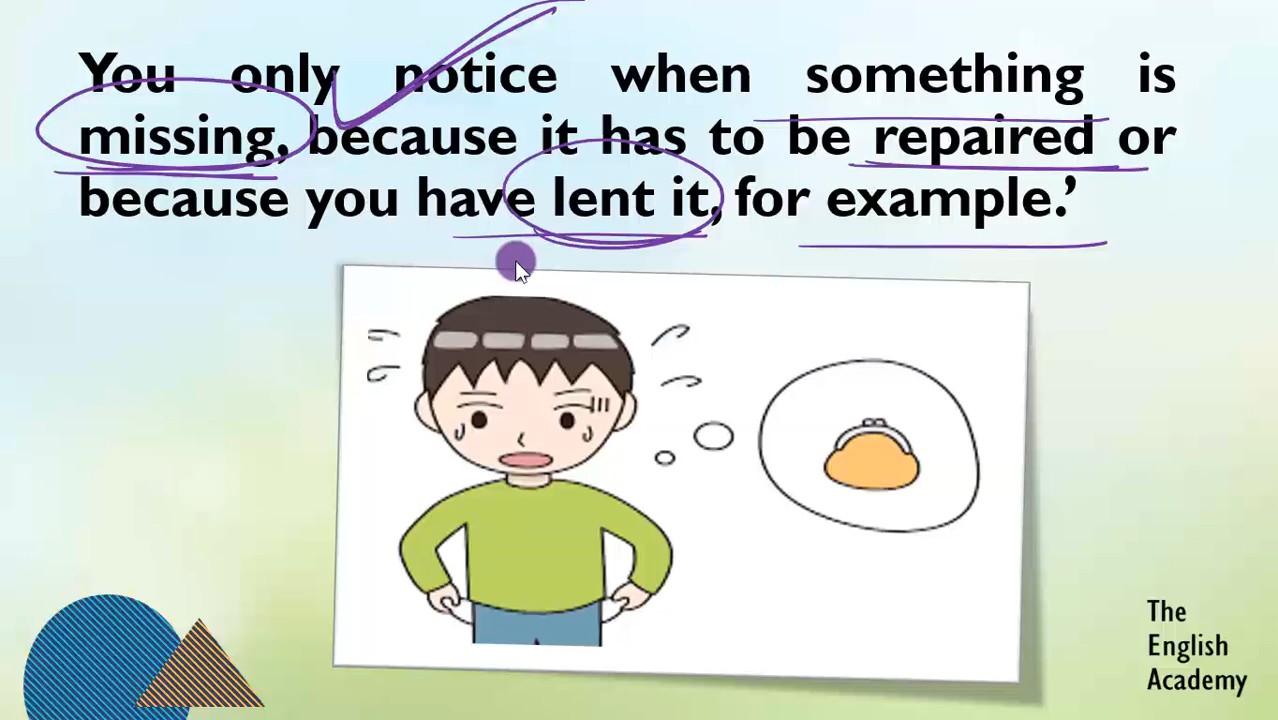 You only notice when something is
missing, because it has to be repaired or
because you have lent it, for example.’
The
English
Academy